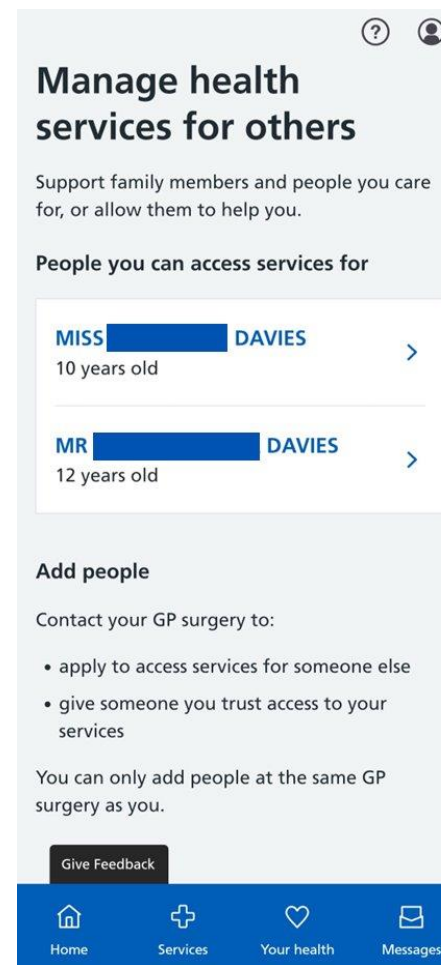 ?
Manage health
services for others
Support family members and people you care
for, or allow them to help you.
People you can access services for
MISS DAVIES
10 years old
MR DAVIES
12 years old
Add people
Contact your GP surgery to:
• apply to access services for someone else
• give someone you trust access to your
services
You can only add people at the same GP
surgery as you.
Give Feedback
Home Services Your health Messages